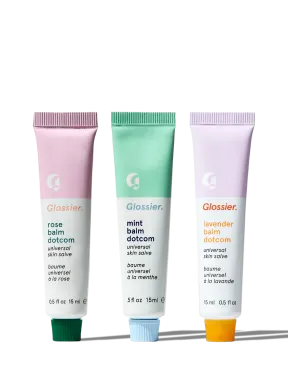 Glossier.
rose
balm
dotcom
universal
skin salve
baume
universel
à la rose
0.5 fl oz 15 ml e
Glossier.
mint
balm
dotcom
universal
skin salve
baume
universel
à la menthe
.5 fl oz 15ml e
Glossier.
lavender
balm
dotcom
universal
skin salve
baume
universel
à la lavande
15 ml 0.5 fl oz